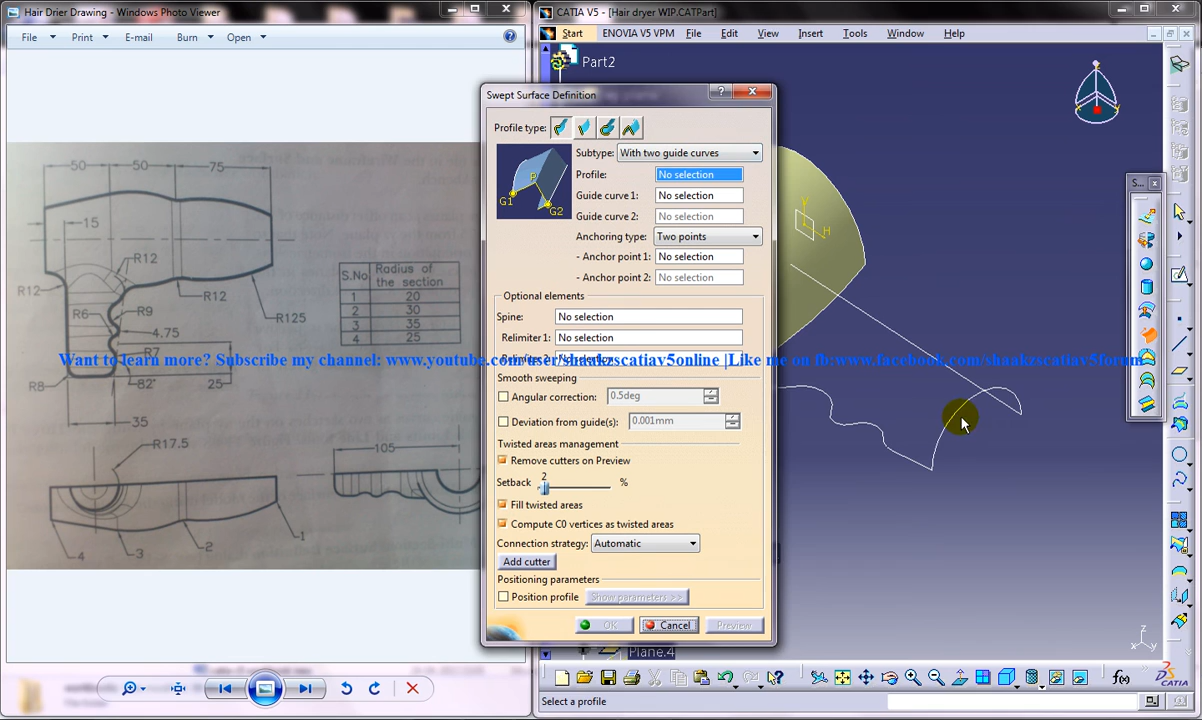 Hair Drier Drawing - Windows Photo Viewer
File Print E-mail Burn Open
50 50 75
15
R12
R12
R12
R125
R6 R9
4.75
R7
R8 82° 25
35
R17.5
105
4 3 2 1
S.No Radius of the section
1 20
2 30
3 35
4 25
CATIA V5 - [Hair dryer WIP.CATPart]
Start ENOVIA V5 VPM File Edit View Insert Tools Window Help
Part2
Swept Surface Definition
Profile type:
Subtype: With two guide curves
Profile: No selection
Guide curve 1: No selection
Guide curve 2: No selection
Anchoring type: Two points
- Anchor point 1: No selection
- Anchor point 2: No selection
G1 P G2
Optional elements
Spine: No selection
Relimiter 1: No selection
Want to learn more? Subscribe my channel: www.youtube.com/user/shaakzscatiav5online |Like me on fb:www.facebook.com/shaakzscatiav5forum
Smooth sweeping
Angular correction: 0.5deg
Deviation from guide(s): 0.001mm
Twisted areas management
Remove cutters on Preview
Setback 2 %
Fill twisted areas
Compute C0 vertices as twisted areas
Connection strategy: Automatic
Add cutter
Positioning parameters
Position profile Show parameters >>
OK Cancel Preview
S...
V
H
Plane.4
z
x y
f(x)
CATIA
Select a profile